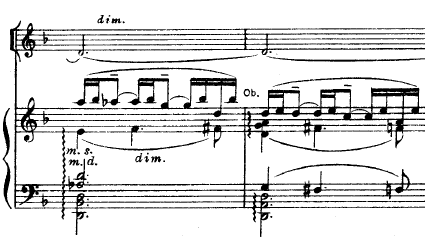 dim.
Ob.
m. s.
m. d.
dim.